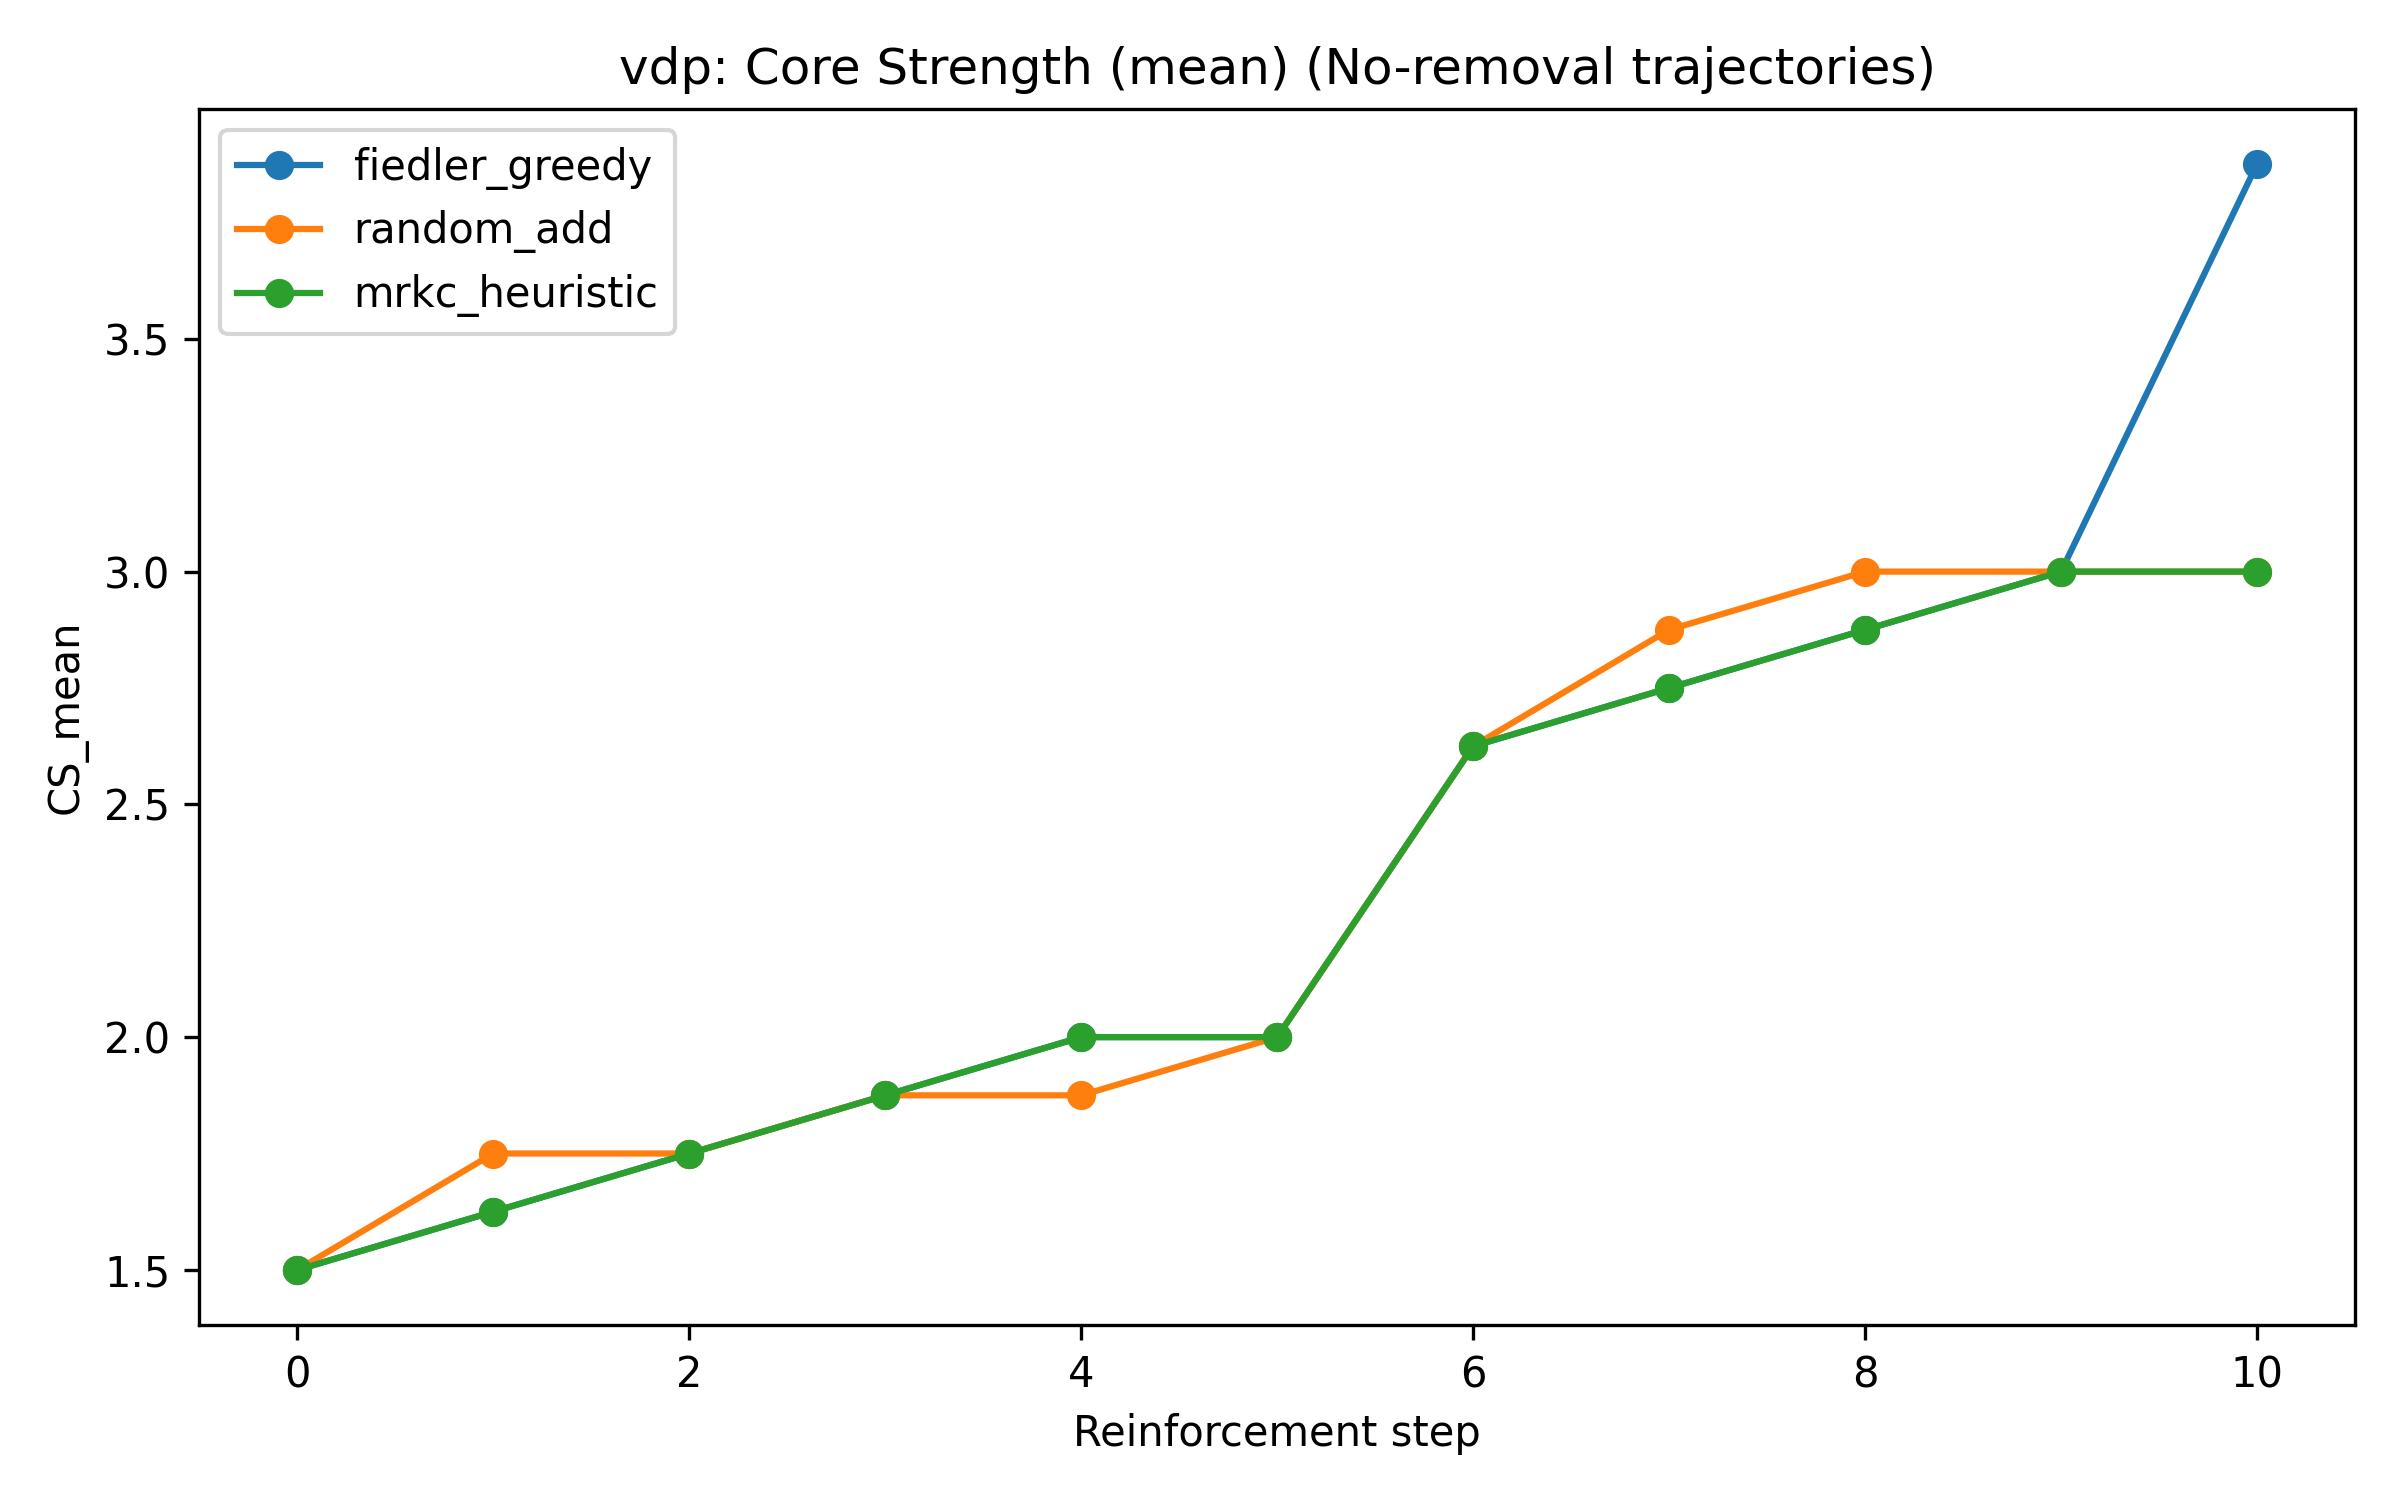 vdp: Core Strength (mean) (No-removal trajectories)
fiedler_greedy
random_add
mrkc_heuristic
3.5
3.0
2.5
2.0
1.5
CS_mean
0 2 4 6 8 10
Reinforcement step